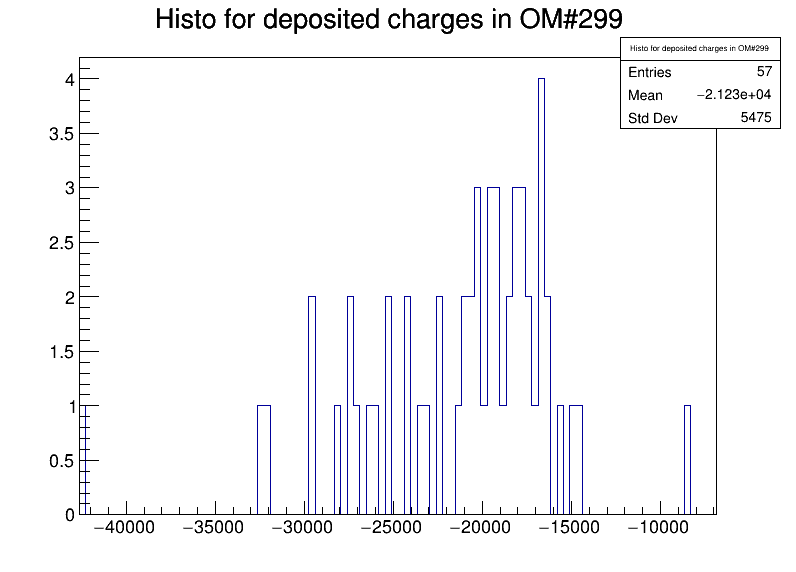 Histo for deposited charges in OM#299
Histo for deposited charges in OM#299
Entries 57
Mean −2.123e+04
Std Dev 5475
4
3.5
3
2.5
2
1.5
1
0.5
0
−40000 −35000 −30000 −25000 −20000 −15000 −10000